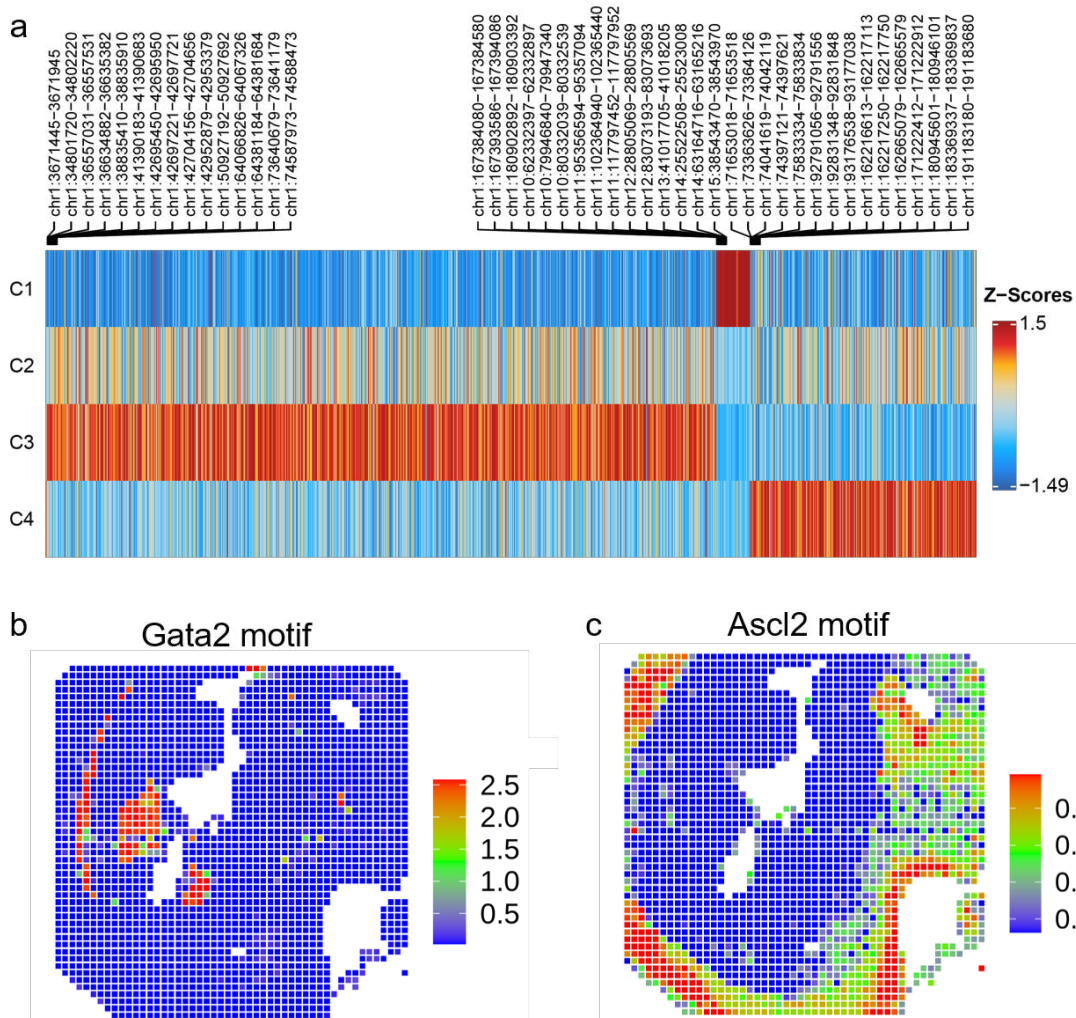 a
chr1:3671445-3671945
chr1:34801720-34802220
chr1:36557031-36557531
chr1:36634882-36635382
chr1:38835410-38835910
chr1:41390183-41390683
chr1:42695450-42695950
chr1:42697221-42697721
chr1:42704156-42704656
chr1:42952879-42953379
chr1:50927192-50927692
chr1:64066826-64067326
chr1:64381184-64381684
chr1:73640679-73641179
chr1:74587973-74588473
chr1:167384080-167384580
chr1:167393586-167394086
chr1:180902892-180903392
chr10:62332397-62332897
chr10:79946840-79947340
chr10:80332039-80332539
chr11:95356594-95357094
chr11:102364940-102365440
chr11:117797452-117797952
chr12:28805069-28805569
chr12:83073193-83073693
chr3:41017705-41018205
chr14:25522508-25523008
chr14:63164716-63165216
chr15:38543470-38543970
chr1:71653018-71653518
chr1:73363626-73364126
chr1:74041619-74042119
chr1:74397121-74397621
chr1:75833334-75833834
chr1:92791056-92791556
chr1:92831348-92831848
chr1:93176538-93177038
chr1:162216613-162217113
chr1:162217250-162217750
chr1:162665079-162665579
chr1:171222412-171222912
chr1:180945601-180946101
chr1:183369337-183369837
chr1:191183180-191183680
C1
C2
C3
C4
Z-Scores
1.5
-1.49
b
Gata2 motif
2.5
2.0
1.5
1.0
0.5
c
Ascl2 motif
0.
0.
0.
0.